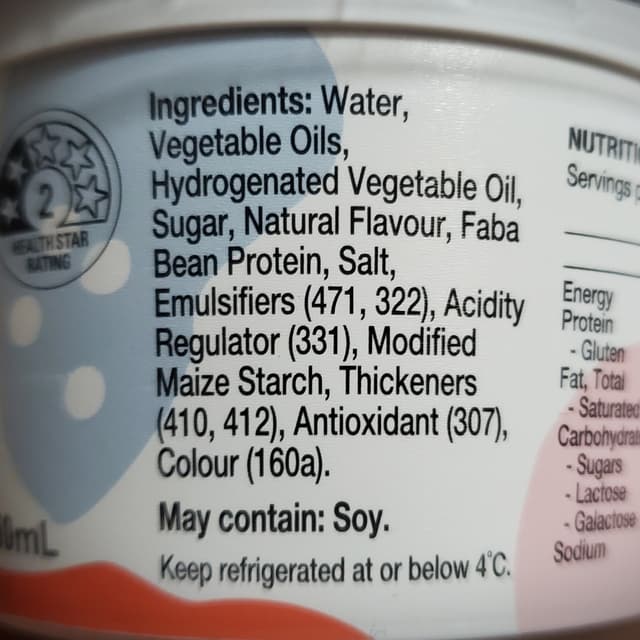 2
HEALTH STAR
RATING
Ingredients: Water,
Vegetable Oils,
Hydrogenated Vegetable Oil,
Sugar, Natural Flavour, Faba
Bean Protein, Salt,
Emulsifiers (471, 322), Acidity
Regulator (331), Modified
Maize Starch, Thickeners
(410, 412), Antioxidant (307),
Colour (160a).
May contain: Soy.
Keep refrigerated at or below 4°C.
Servings
Energy
Protein
- Gluten
Fat, Total
- Saturated
- Sugars
- Lactose
- Galactose
Sodium